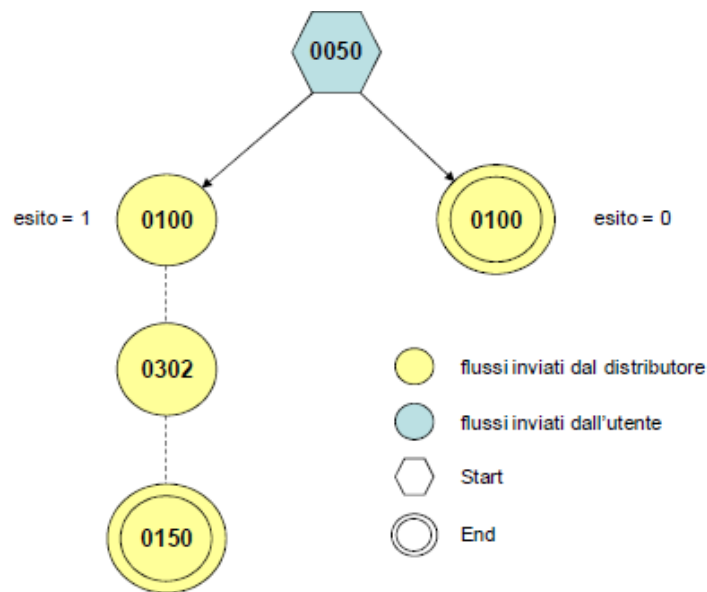 0050
esito = 1
0100
0100
esito = 0
0302
flussi inviati dal distributore
flussi inviati dall'utente
Start
0150
End